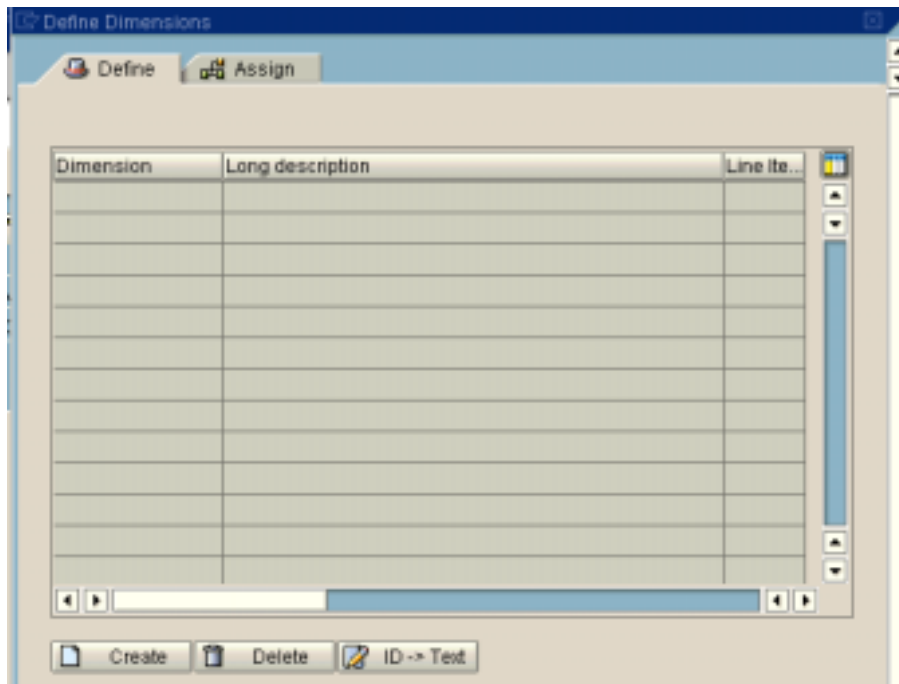 Define Dimensions
Define Assign
Dimension Long description Line Ite...
Create Delete ID -> Text